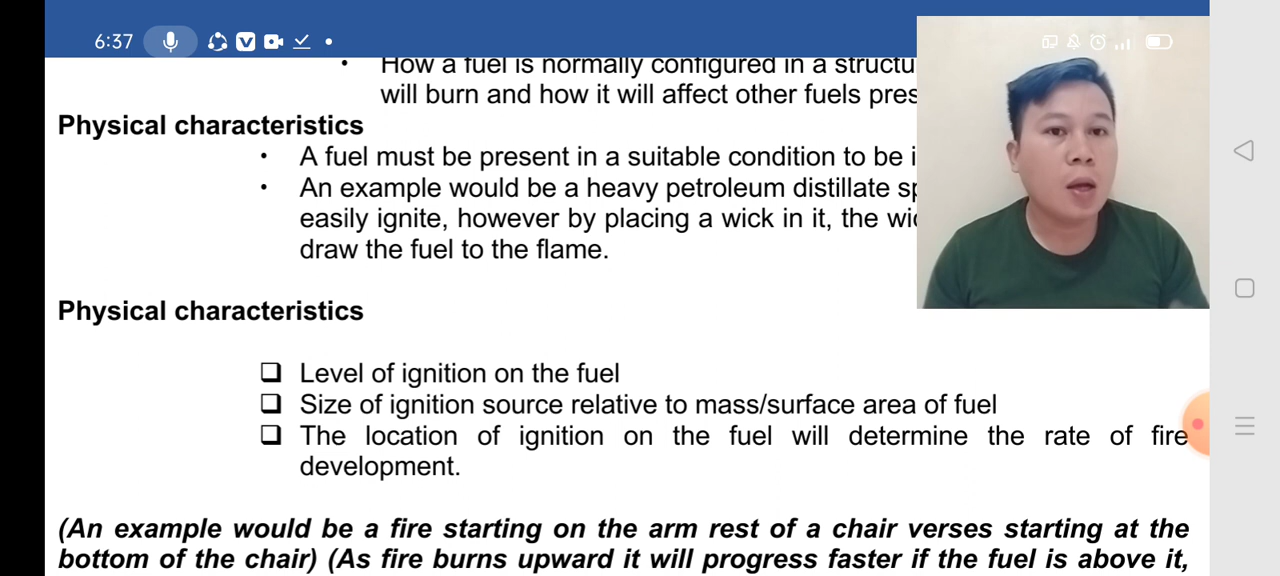 6:37
• How a fuel is normally configured in a structu
will burn and how it will affect other fuels pres
Physical characteristics
• A fuel must be present in a suitable condition to be i
• An example would be a heavy petroleum distillate sp
easily ignite, however by placing a wick in it, the wic
draw the fuel to the flame.
Physical characteristics
❑ Level of ignition on the fuel
❑ Size of ignition source relative to mass/surface area of fuel
❑ The location of ignition on the fuel will determine the rate of fire
development.
(An example would be a fire starting on the arm rest of a chair verses starting at the
bottom of the chair) (As fire burns upward it will progress faster if the fuel is above it,